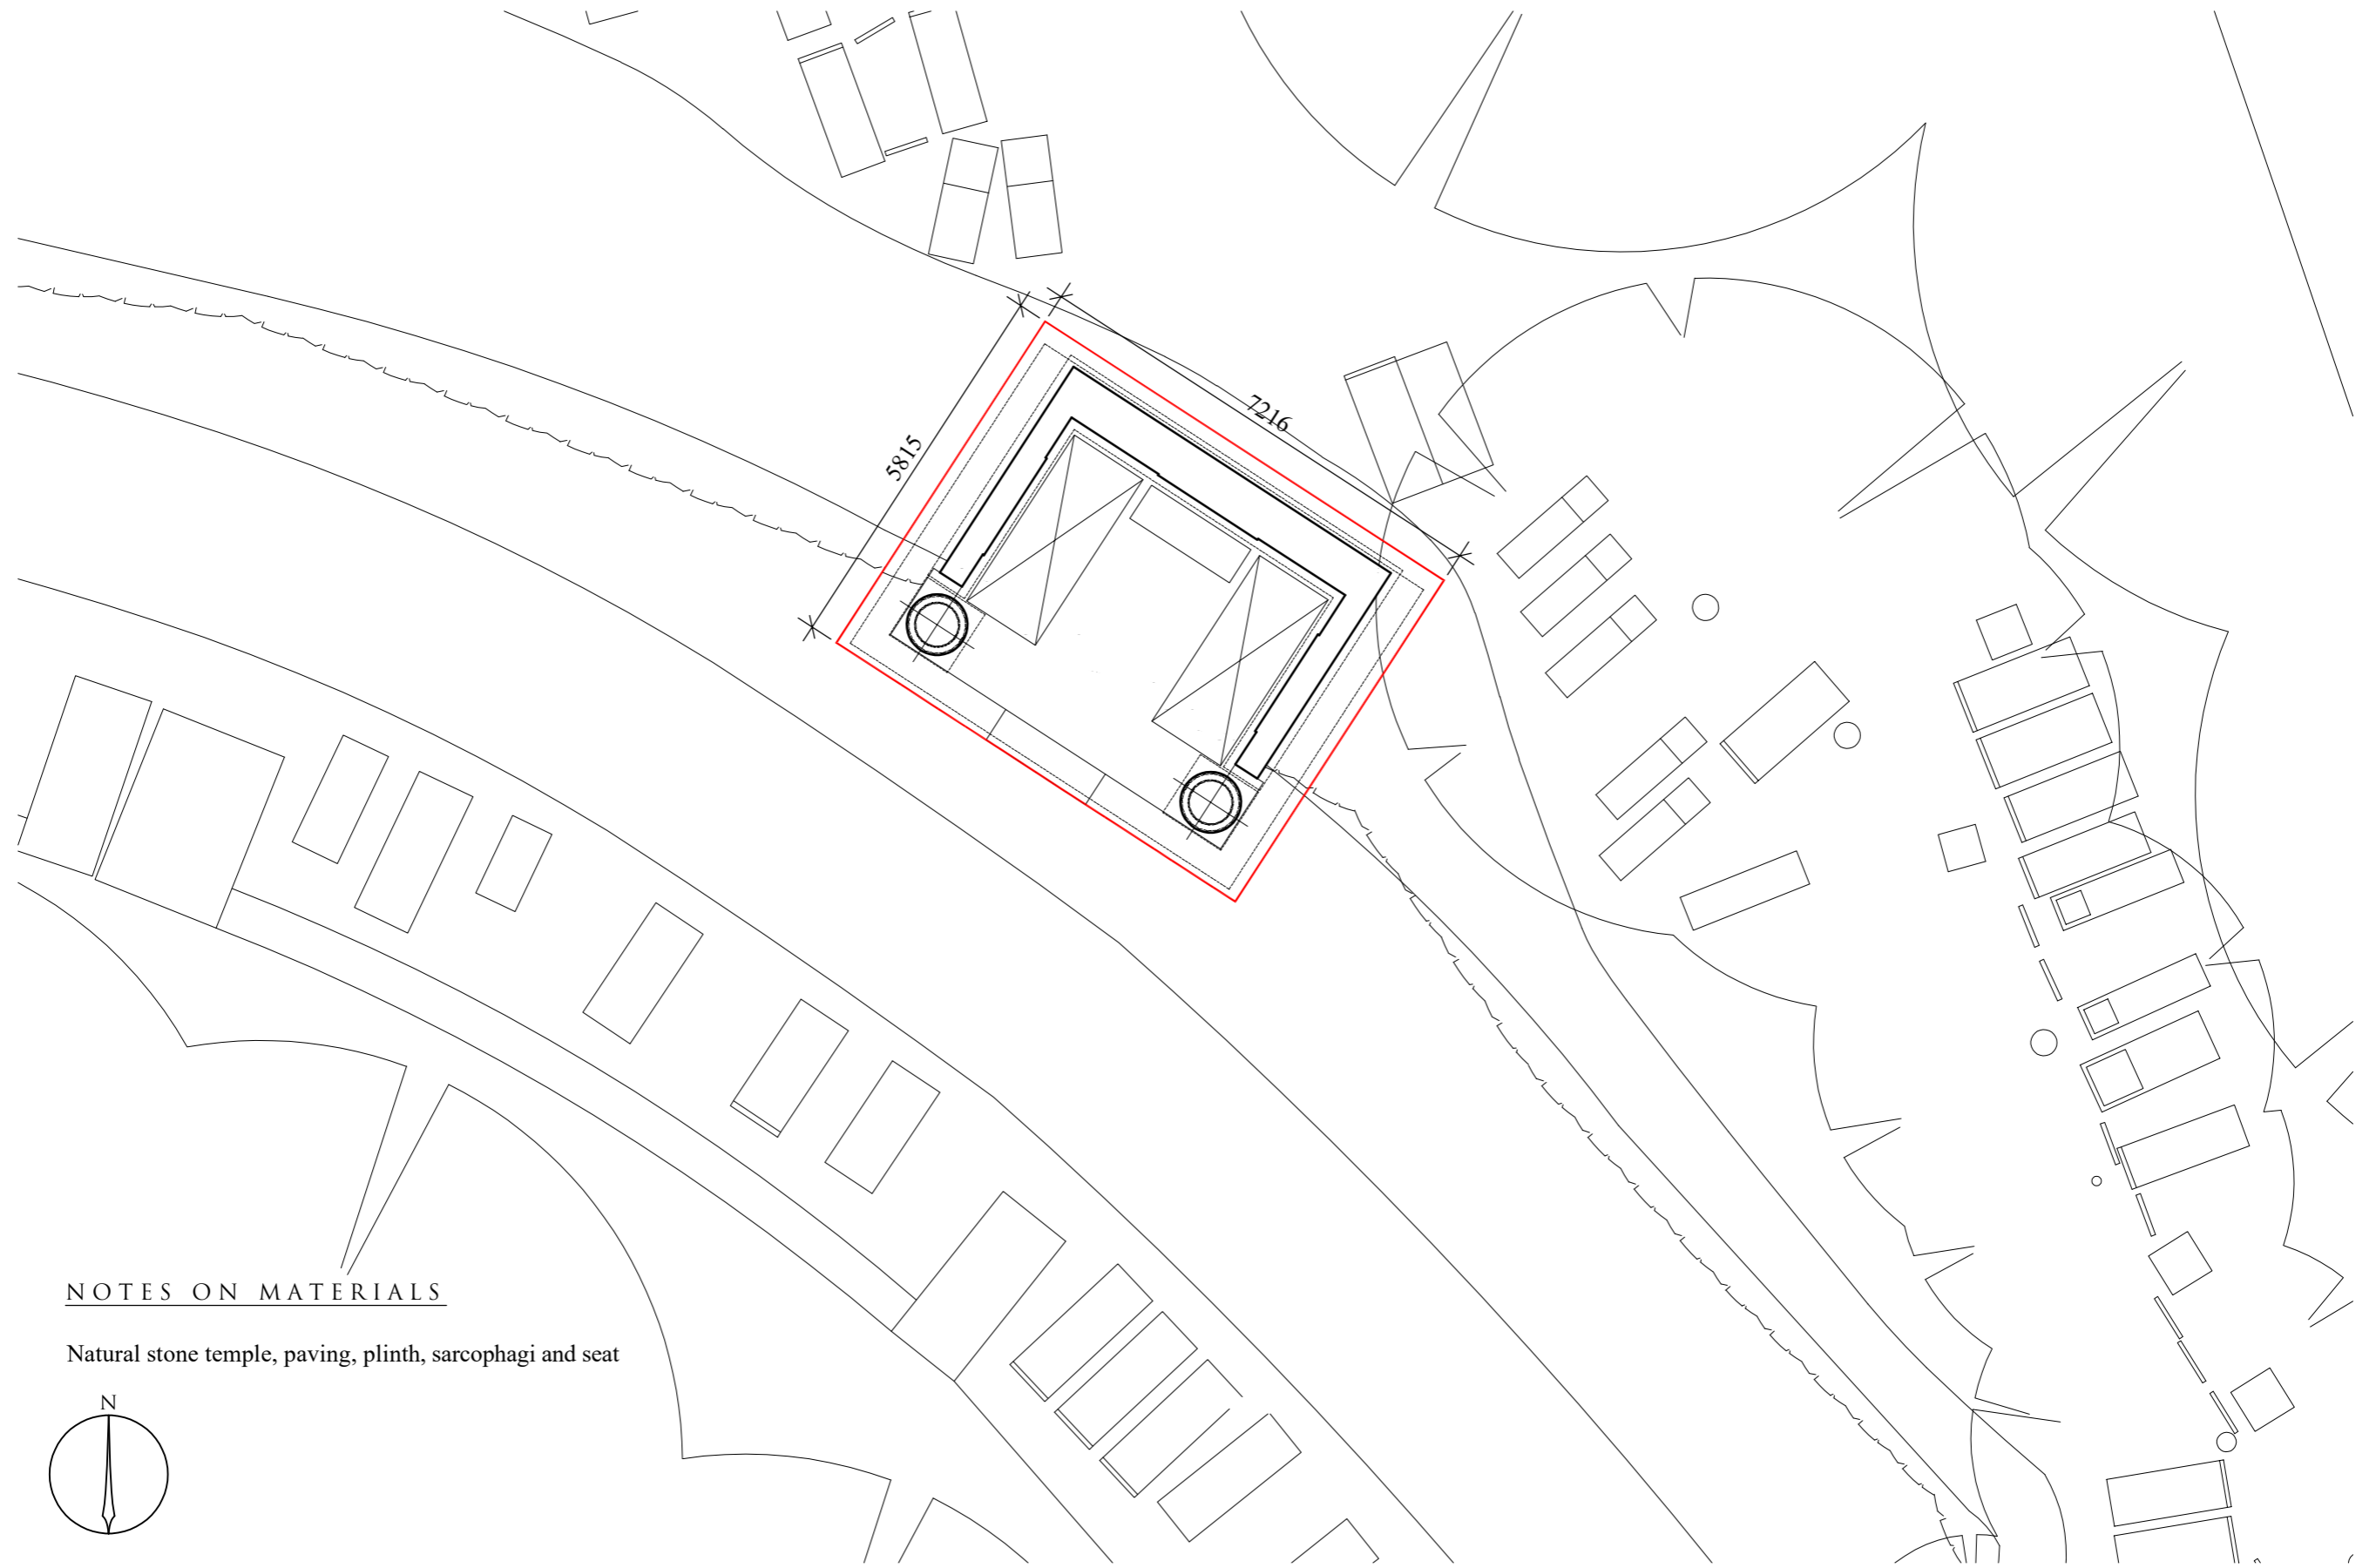 7216
5815
NOTES ON MATERIALS
Natural stone temple, paving, plinth, sarcophagi and seat
N